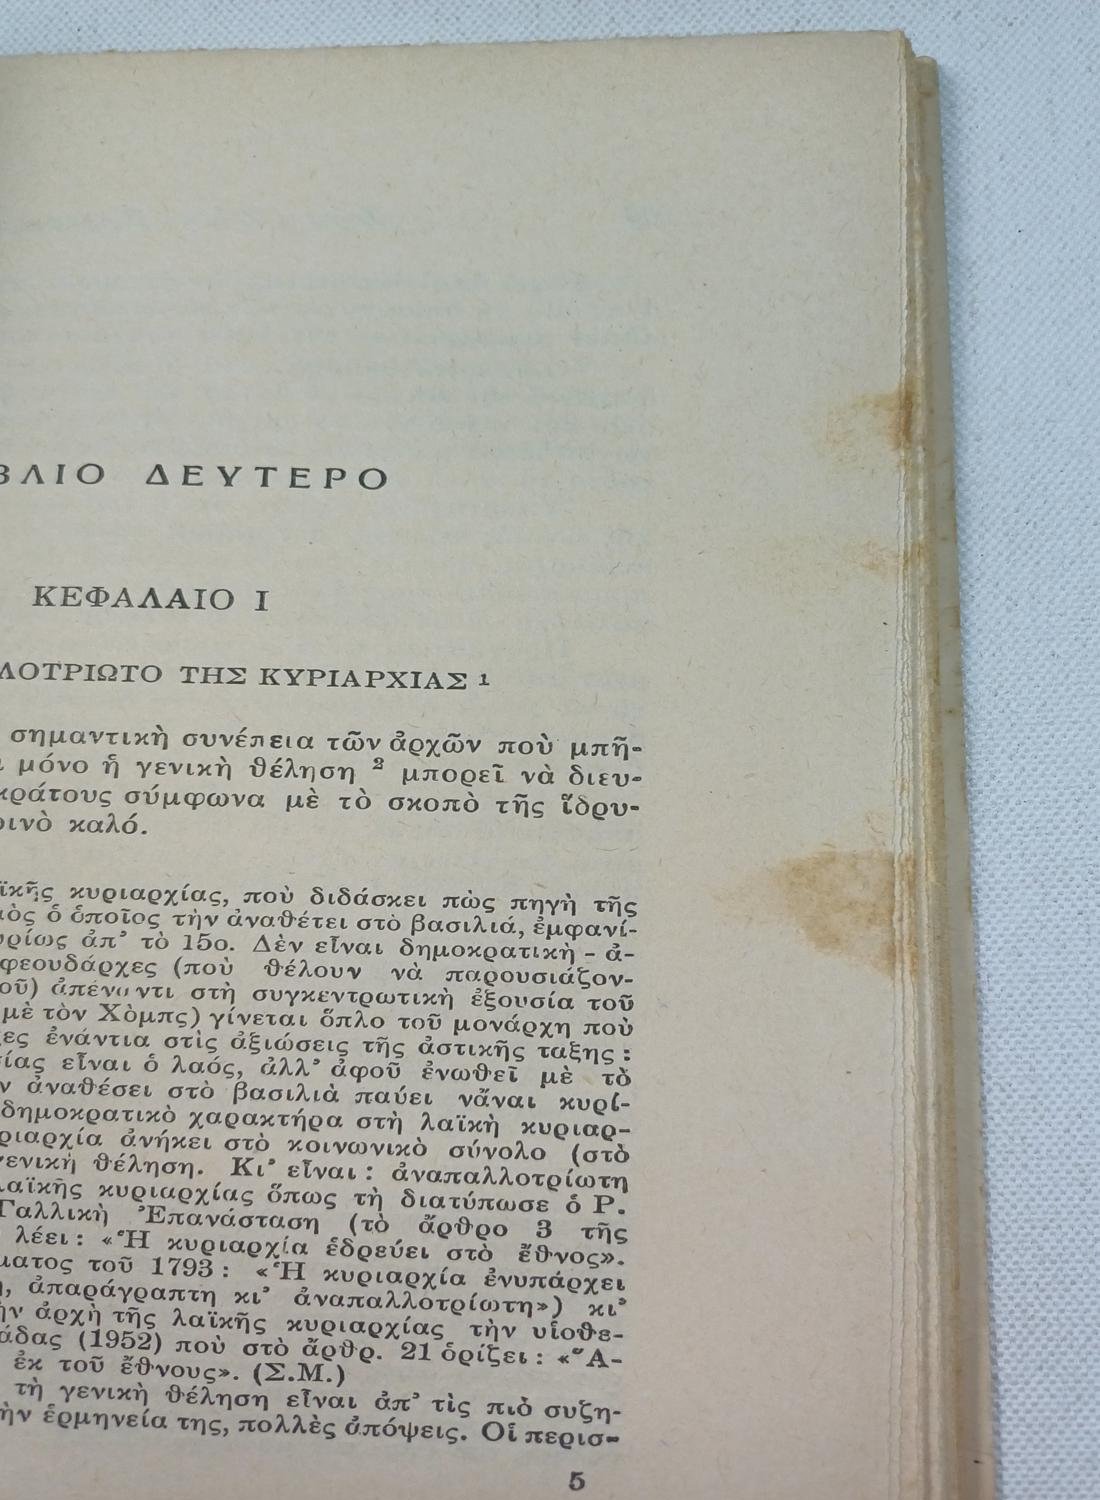 ΒΛΙΟ ΔΕΥΤΕΡΟ
ΚΕΦΑΛΑΙΟ Ι
ΛΟΤΡΙΩΤΟ ΤΗΣ ΚΥΡΙΑΡΧΙΑΣ ¹
σημαντικὴ συνέπεια τῶν ἀρχῶν ποὺ μπῆ-
ι μόνο ἡ γενικὴ θέληση ² μπορεῖ νὰ διευ-
κράτους σύμφωνα μὲ τὸ σκοπὸ τῆς ἵδρυ-
οινὸ καλό.
ϊκῆς κυριαρχίας, ποὺ διδάσκει πὼς πηγὴ τῆς
αὸς ὁ ὁποῖος τὴν ἀναθέτει στὸ βασιλιά, ἐμφανί-
υρίως ἀπ᾽ τὸ 15ο. Δὲν εἶναι δημοκρατικὴ - ἀ-
φεουδάρχες (ποὺ θέλουν νὰ παρουσιάζον-
οῦ) ἀπέναντι στὴ συγκεντρωτικὴ ἐξουσία τοῦ
μὲ τὸν Χὸμπς) γίνεται ὅπλο τοῦ μονάρχη ποὺ
ες ἐνάντια στὶς ἀξιώσεις τῆς ἀστικῆς ταξης :
σίας εἶναι ὁ λαός, ἀλλ᾽ ἀφοῦ ἑνωθεῖ μὲ τὸ
ν ἀναθέσει στὸ βασιλιὰ παύει νἆναι κυρί-
δημοκρατικὸ χαρακτήρα στὴ λαϊκὴ κυριαρ-
ριαρχία ἀνήκει στὸ κοινωνικὸ σύνολο (στὸ
γενικὴ θέληση. Κι᾽ εἶναι : ἀναπαλλοτρίωτη
λαϊκῆς κυριαρχίας ὅπως τὴ διατύπωσε ὁ Ρ.
Γαλλικὴ Ἐπανάσταση (τὸ ἄρθρο 3 τῆς
λέει : «Ἡ κυριαρχία ἑδρεύει στὸ ἔθνος».
ματος τοῦ 1793 : «Ἡ κυριαρχία ἐνυπάρχει
η, ἀπαράγραπτη κι᾽ ἀναπαλλοτρίωτη») κι᾽
ὴν ἀρχὴ τῆς λαϊκῆς κυριαρχίας τὴν υἱοθε-
άδας (1952) ποὺ στὸ ἄρθρ. 21 ὁρίζει : «Ἅ-
ἐκ τοῦ ἔθνους». (Σ.Μ.)
τὴ γενικὴ θέληση εἶναι ἀπ᾽ τὶς πιὸ συζη-
ὴν ἑρμηνεία της, πολλὲς ἀπόψεις. Οἱ περισ-
5